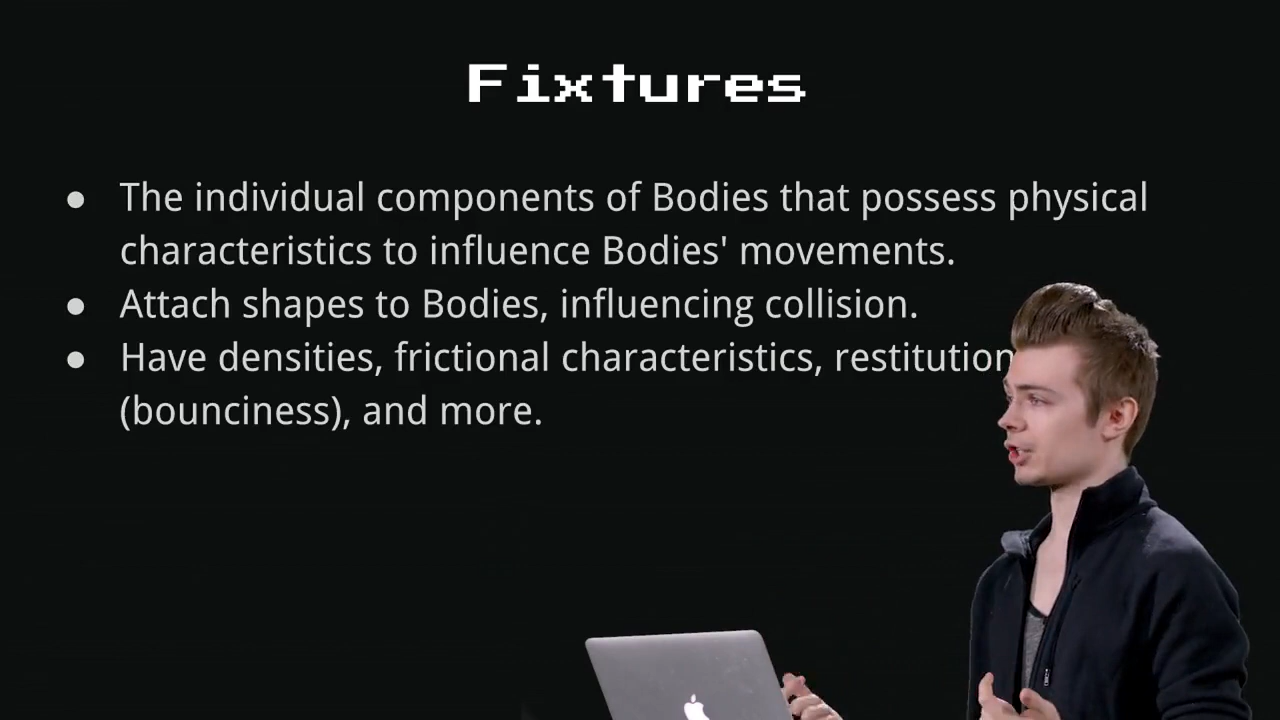 Fixtures
● The individual components of Bodies that possess physical
characteristics to influence Bodies' movements.
● Attach shapes to Bodies, influencing collision.
● Have densities, frictional characteristics, restitution
(bounciness), and more.